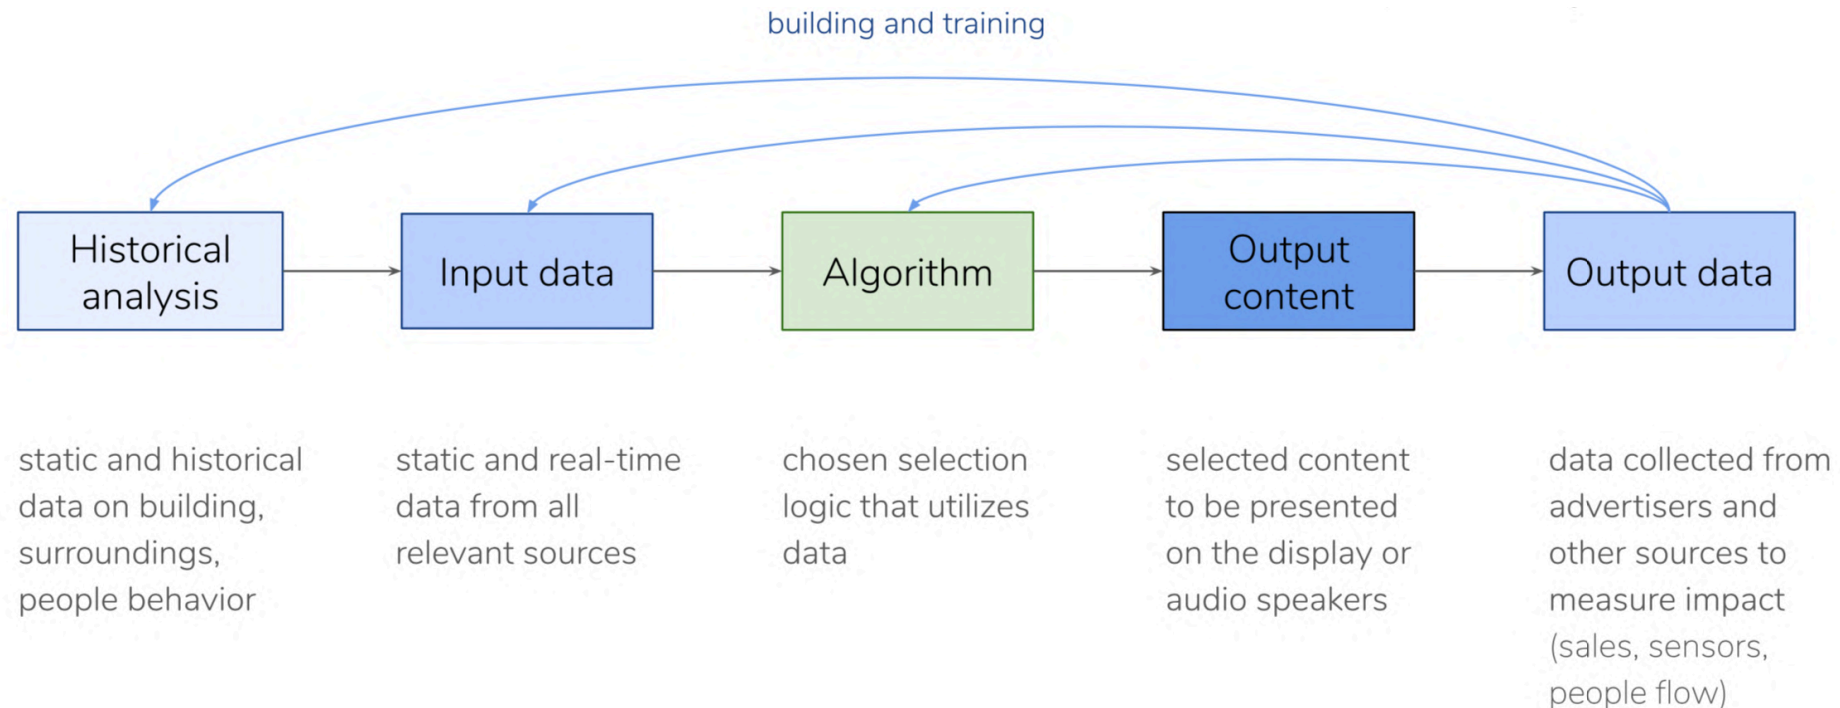 building and training
Historical
analysis
Input data
Algorithm
Output
content
Output data
static and historical
data on building,
surroundings,
people behavior
static and real-time
data from all
relevant sources
chosen selection
logic that utilizes
data
selected content
to be presented
on the display or
audio speakers
data collected from
advertisers and
other sources to
measure impact
(sales, sensors,
people flow)